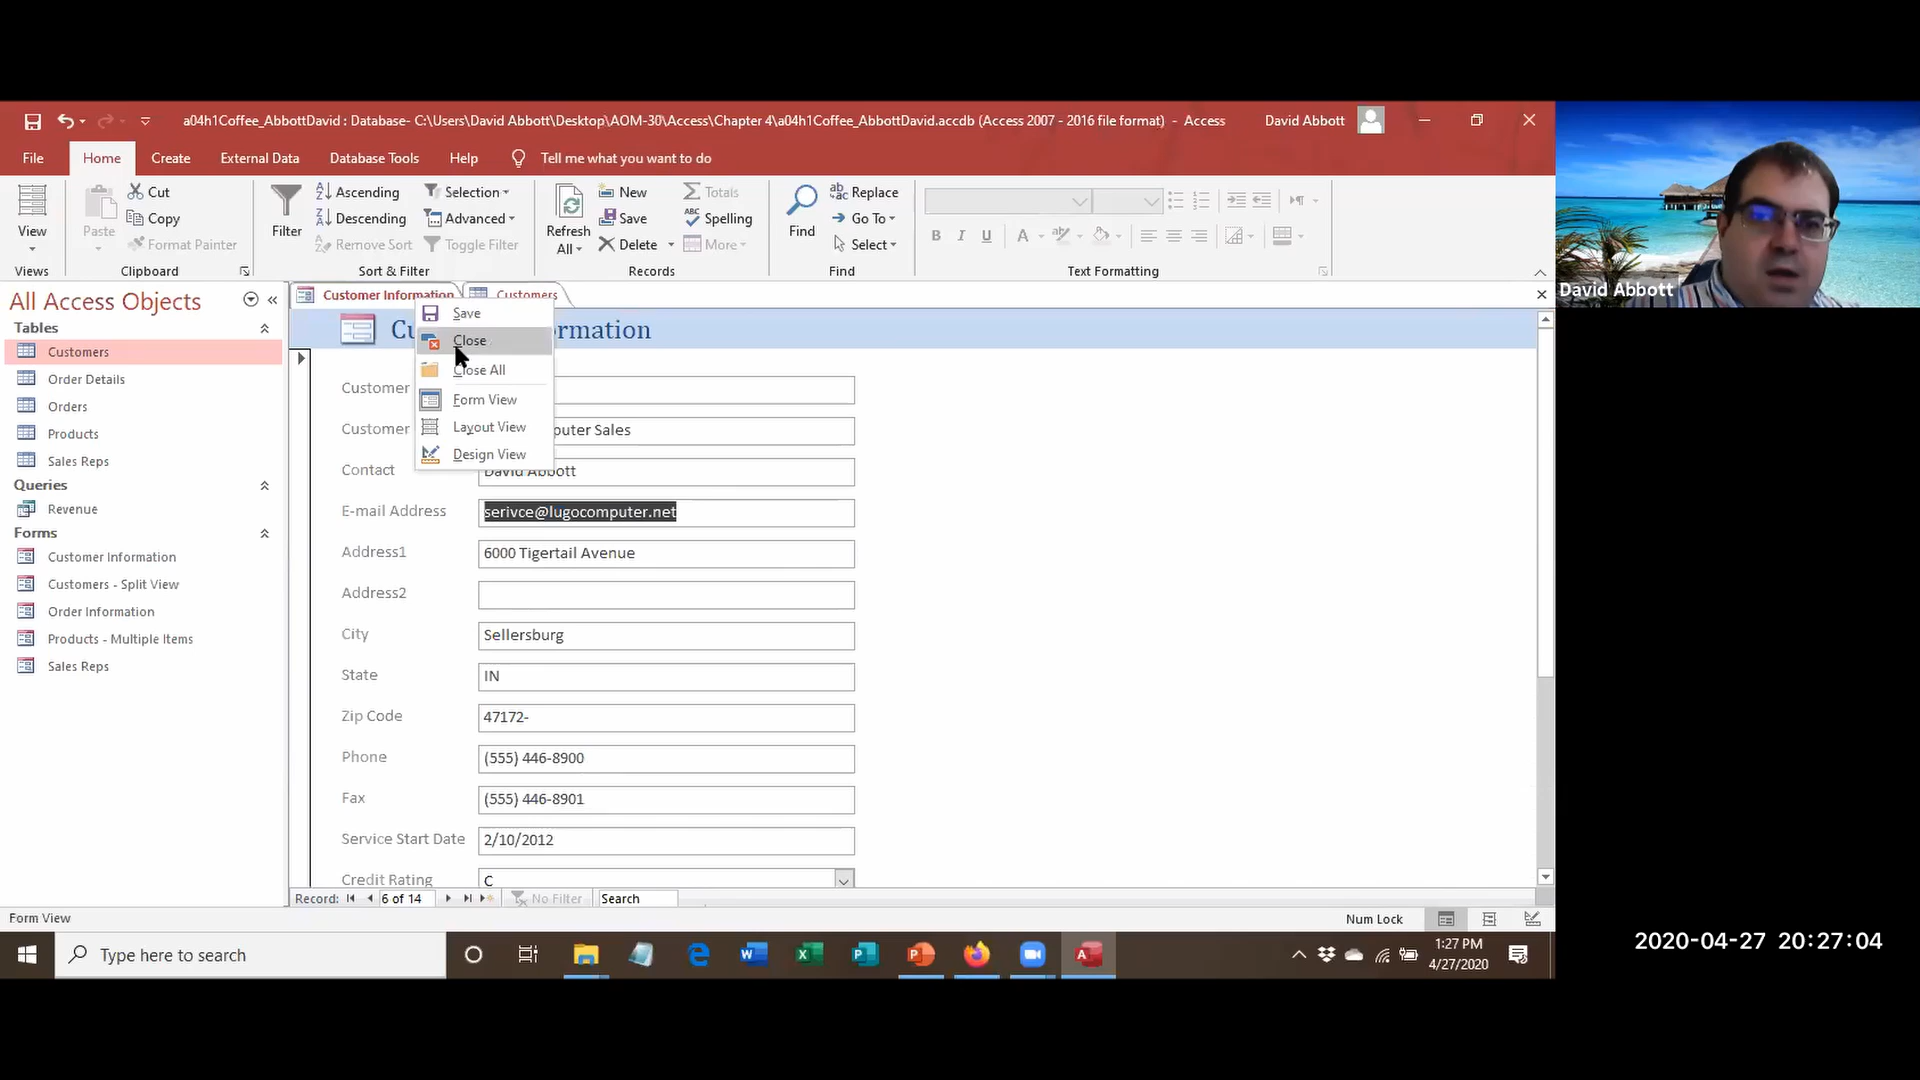 a04h1Coffee_AbbottDavid : Database- C:\Users\David Abbott\Desktop\AOM-30\Access\Chapter 4\a04h1Coffee_AbbottDavid.accdb (Access 2007 - 2016 file format) - Access
David Abbott
File
Home
Create
External Data
Database Tools
Help
Tell me what you want to do
View
Views
Paste
Cut
Copy
Format Painter
Clipboard
Filter
Ascending
Descending
Remove Sort
Selection
Advanced
Toggle Filter
Sort & Filter
Refresh
All
New
Save
Delete
Totals
Spelling
More
Records
Find
Replace
Go To
Select
Find
B I U A
Text Formatting
David Abbott
All Access Objects
Tables
Customers
Order Details
Orders
Products
Sales Reps
Queries
Revenue
Forms
Customer Information
Customers - Split View
Order Information
Products - Multiple Items
Sales Reps
Customer Information
Customers
Cu
rmation
Save
Close
Close All
Form View
Layout View
Design View
Customer
Customer
puter Sales
Contact
David Abbott
E-mail Address
serivce@lugocomputer.net
Address1
6000 Tigertail Avenue
Address2
City
Sellersburg
State
IN
Zip Code
47172-
Phone
(555) 446-8900
Fax
(555) 446-8901
Service Start Date
2/10/2012
Credit Rating
C
Record:
6 of 14
No Filter
Search
Form View
Num Lock
Type here to search
1:27 PM
4/27/2020
2020-04-27 20:27:04